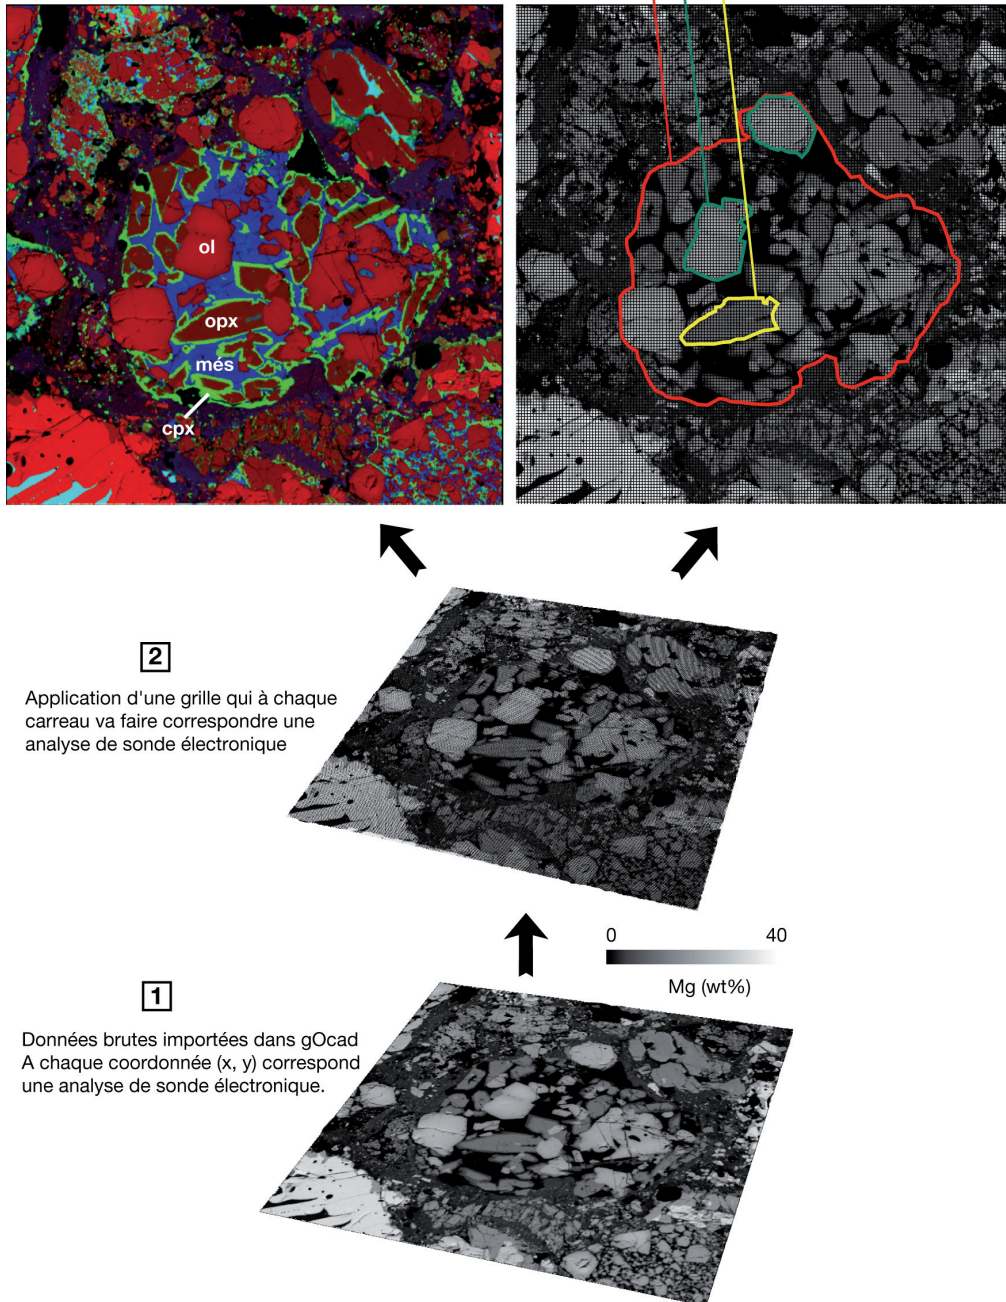 ol
opx
més
cpx
2
Application d'une grille qui à chaque
carreau va faire correspondre une
analyse de sonde électronique
0 40
Mg (wt%)
1
Données brutes importées dans gOcad
A chaque coordonnée (x, y) correspond
une analyse de sonde électronique.